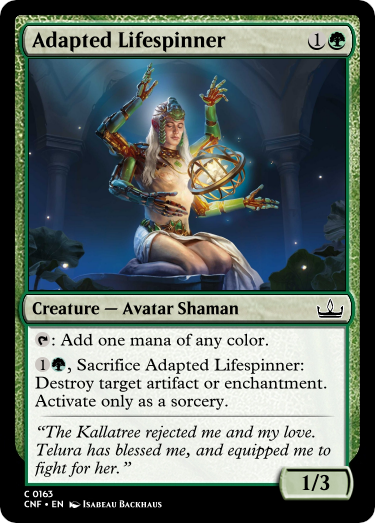 Adapted Lifespinner 1
Creature — Avatar Shaman
: Add one mana of any color.
1, Sacrifice Adapted Lifespinner:
Destroy target artifact or enchantment.
Activate only as a sorcery.
“The Kallatree rejected me and my love.
Telura has blessed me, and equipped me to
fight for her.”
1/3
C 0163
CNF • EN Isabeau Backhaus